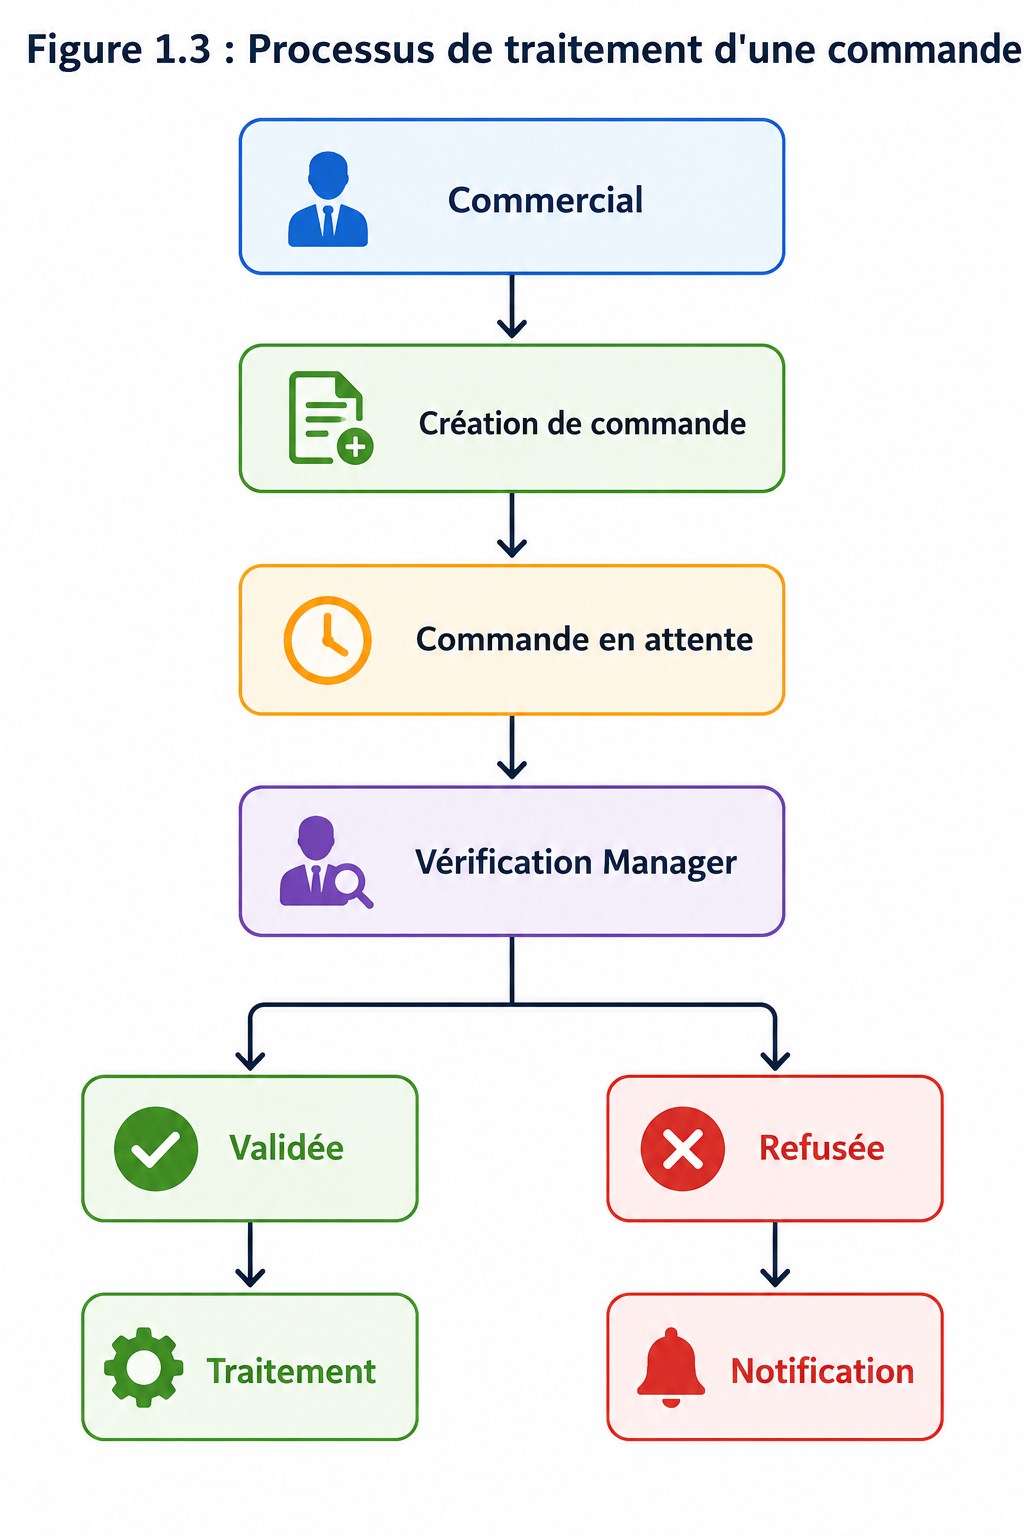 Figure 1.3 : Processus de traitement d'une commande
Commercial
Création de commande
Commande en attente
Vérification Manager
Validée
Refusée
Traitement
Notification